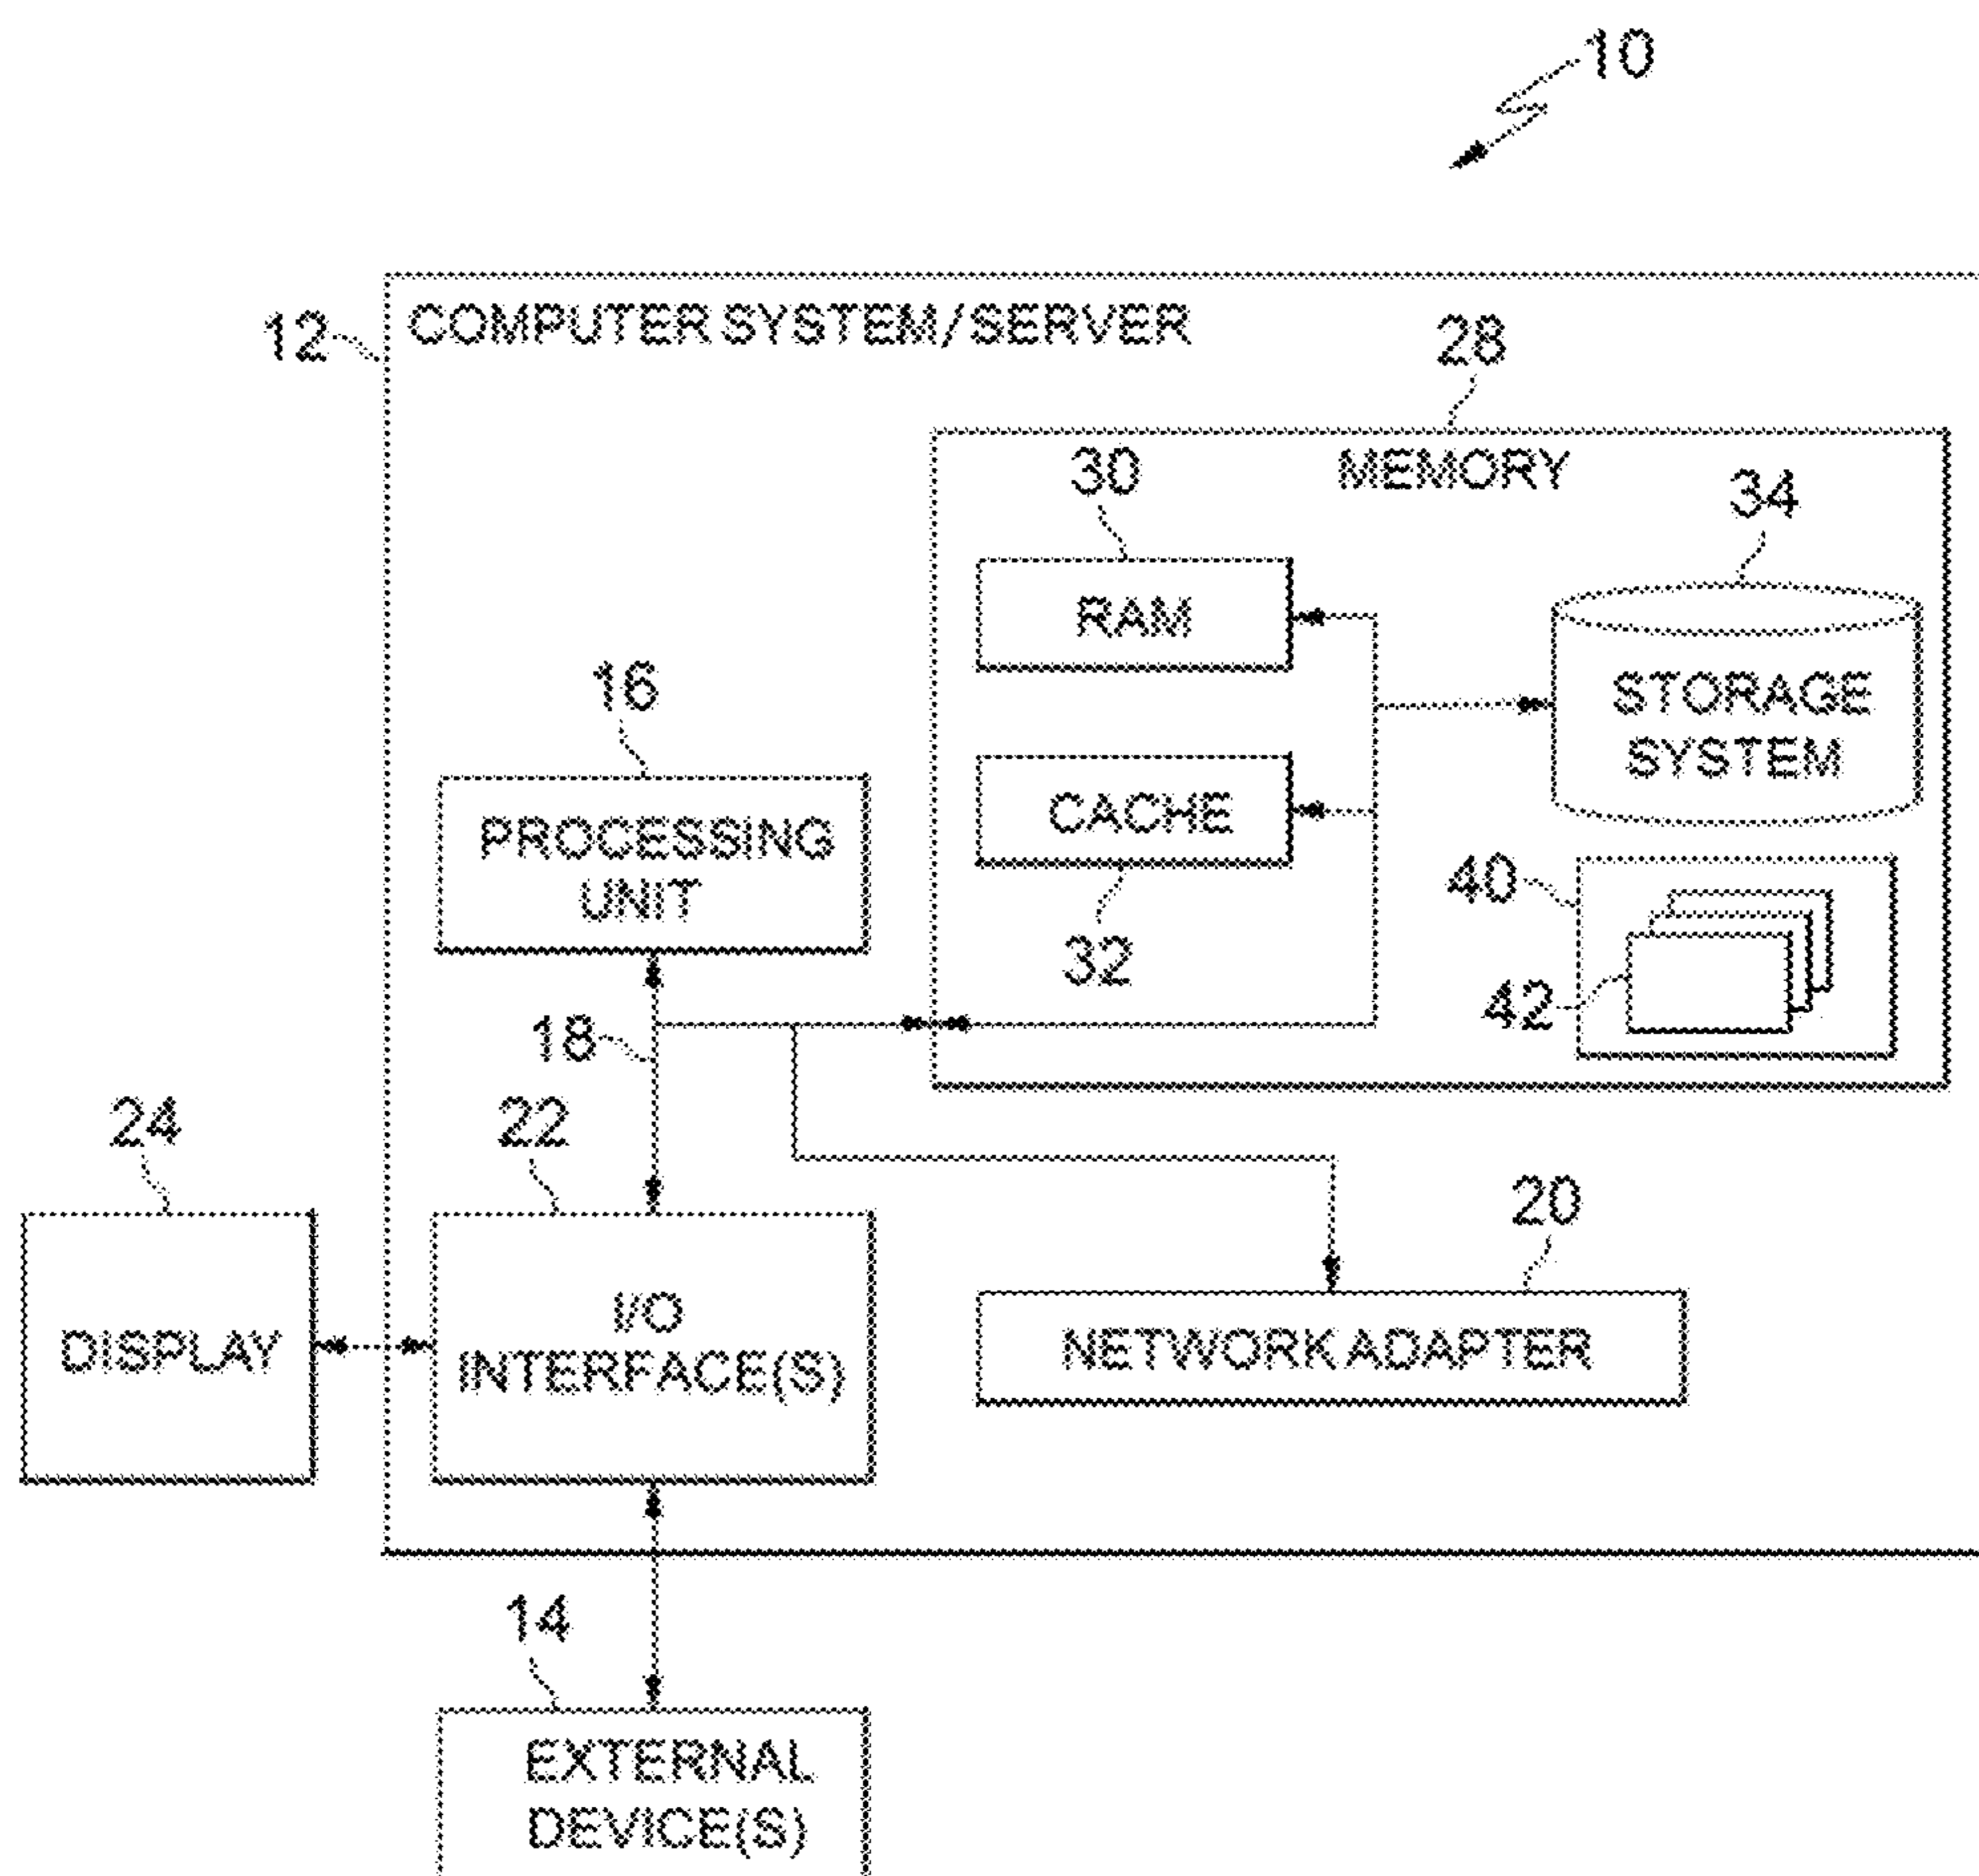 10
12
COMPUTER SYSTEM/SERVER
28
MEMORY
30
34
RAM
STORAGE
SYSTEM
16
CACHE
PROCESSING
UNIT
32
40
42
18
24
22
20
DISPLAY
I/O
INTERFACE(S)
NETWORK ADAPTER
14
EXTERNAL
DEVICE(S)